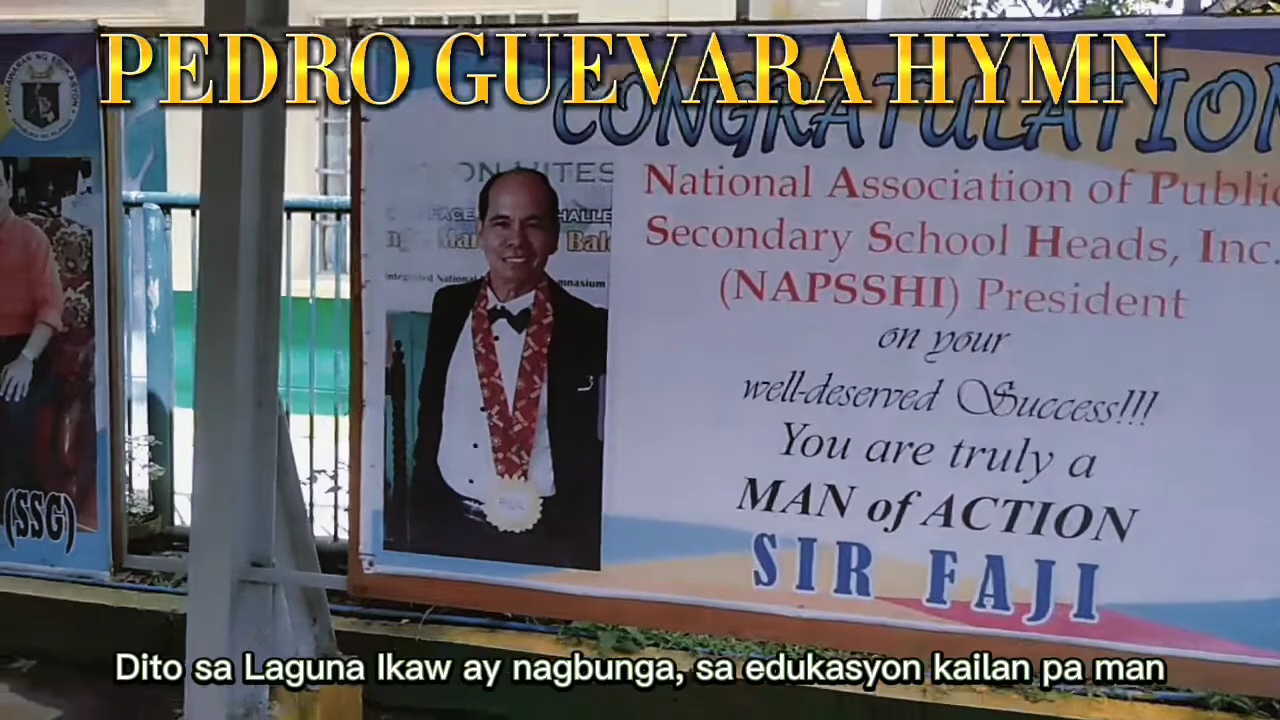 PEDRO GUEVARA HYMN
CONGRATULATION
National Association of Public
Secondary School Heads, Inc.
(NAPSSHI) President
on your
well-deserved Success!!!
You are truly a
MAN of ACTION
SIR FAJI
(SSG)
Dito sa Laguna Ikaw ay nagbunga, sa edukasyon kailan pa man